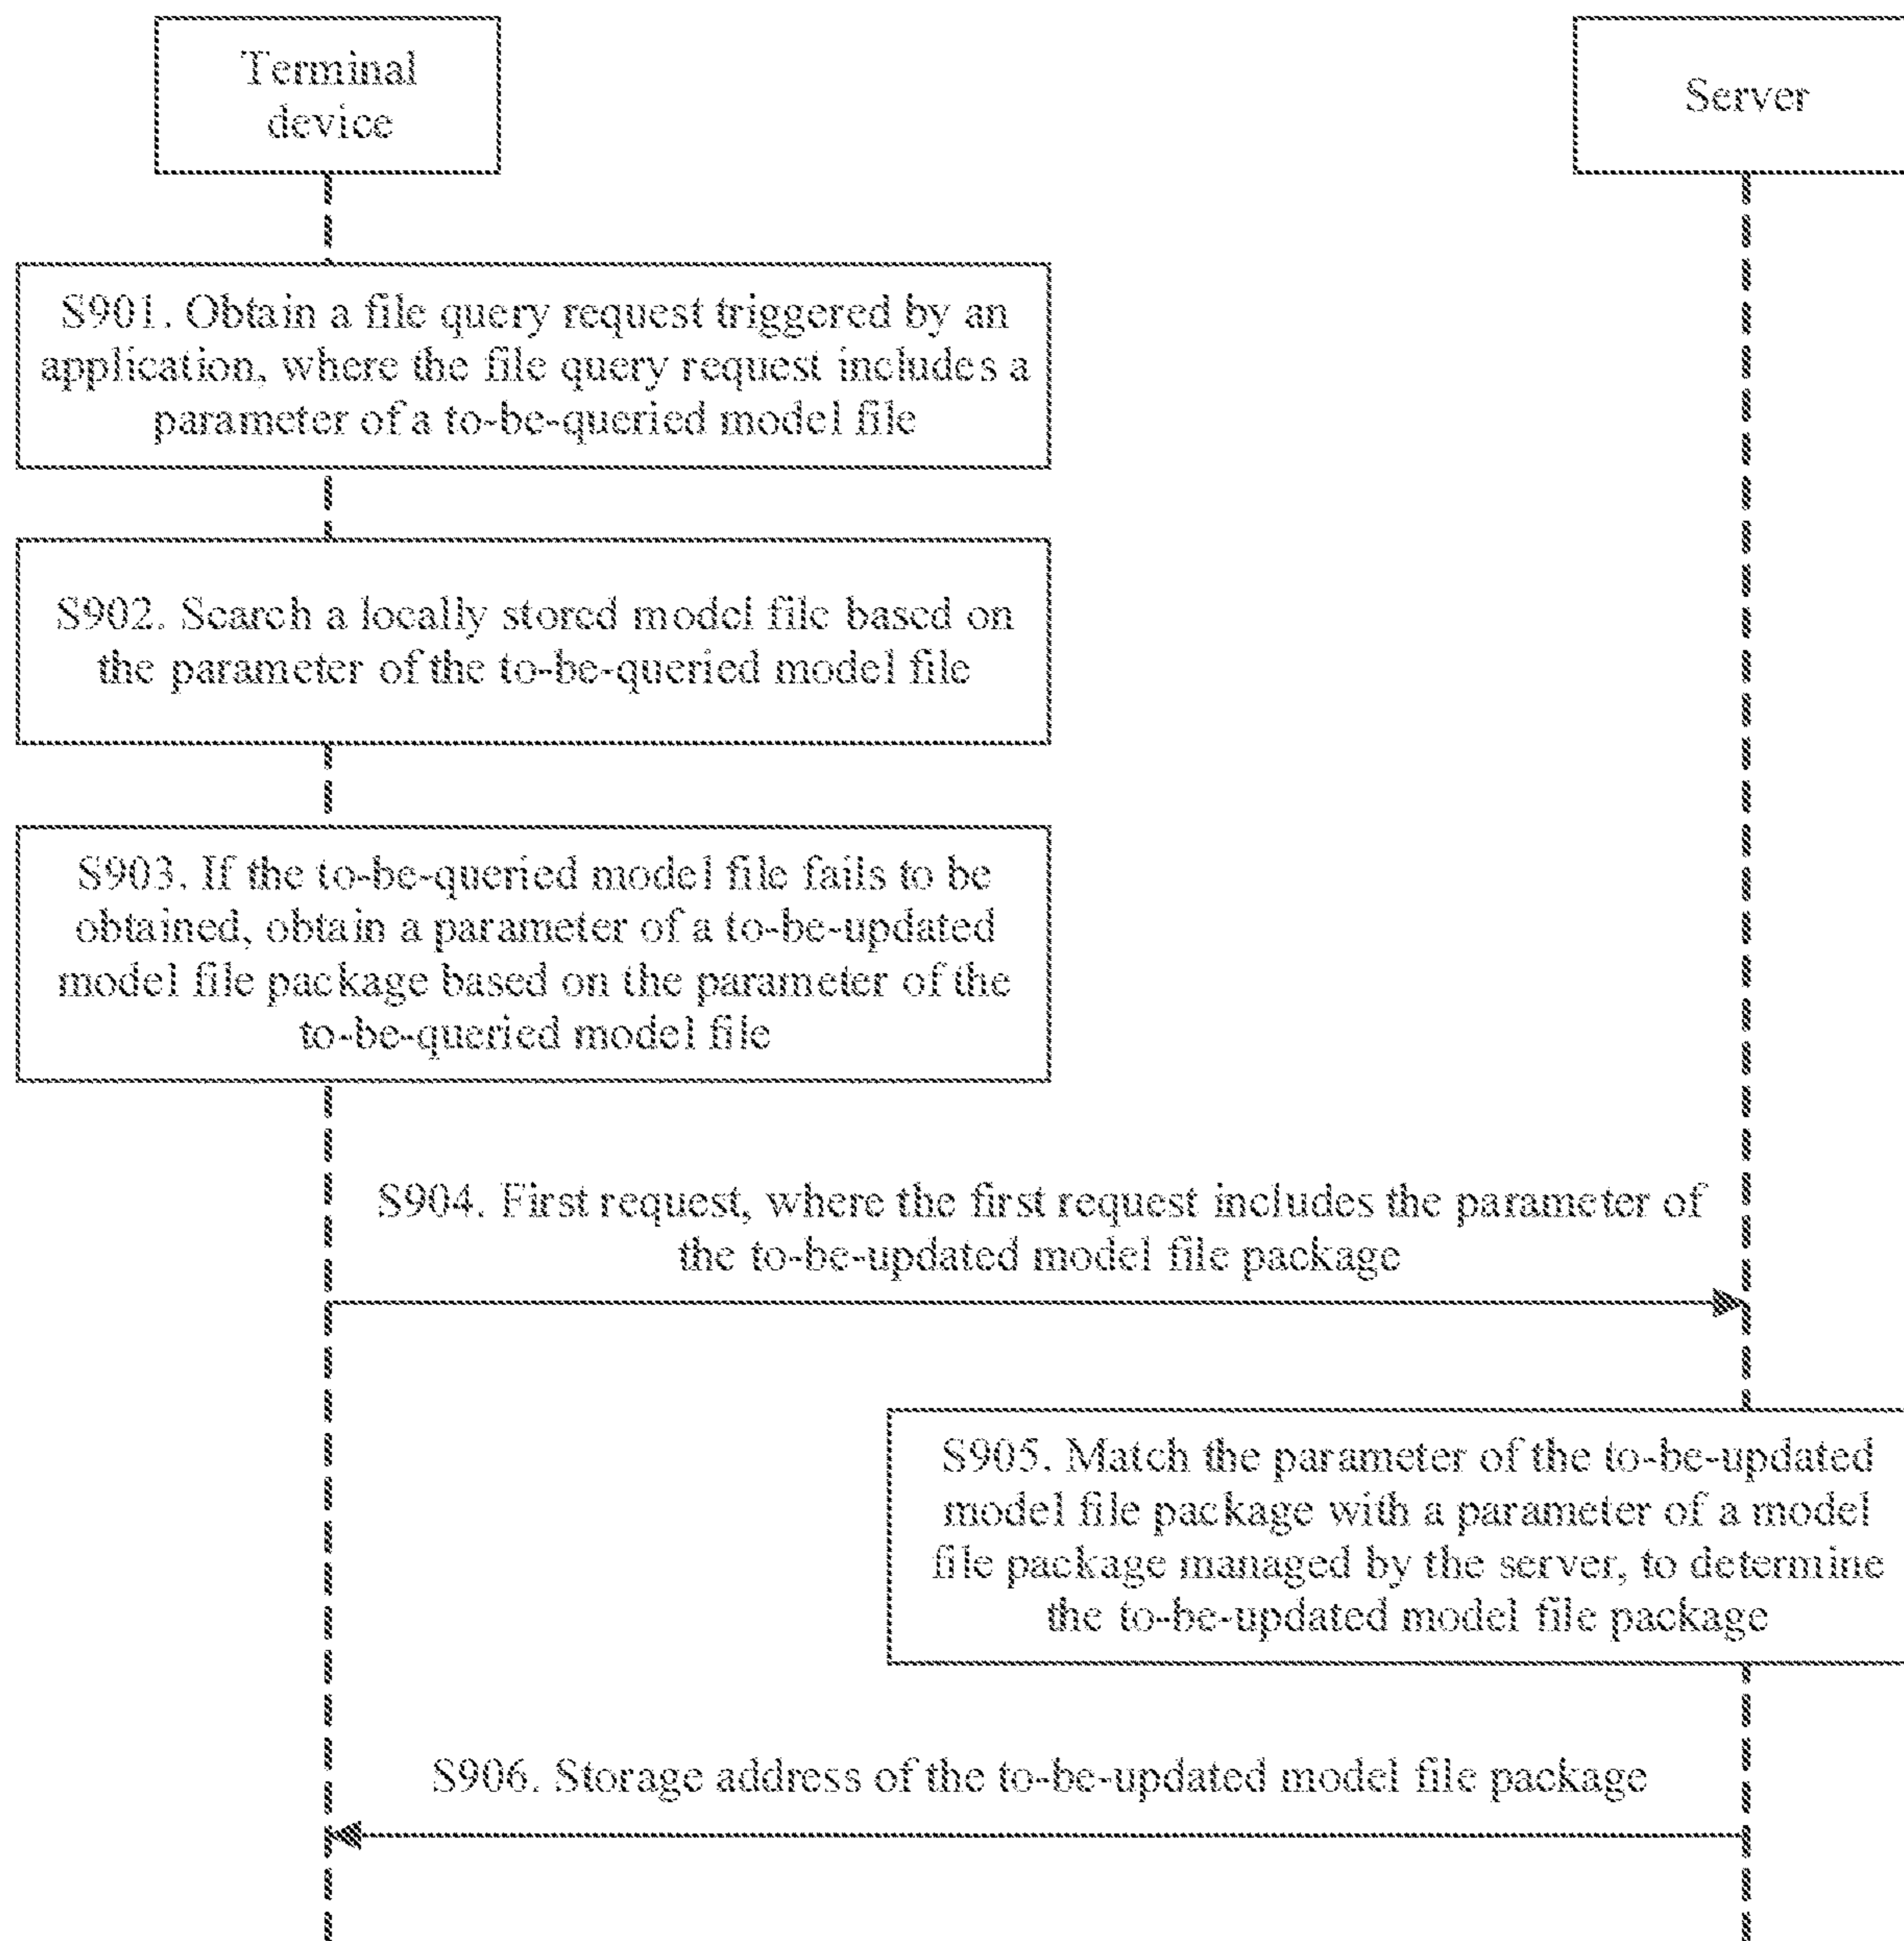 Terminal
device
Server
S901. Obtain a file query request triggered by an
application, where the file query request includes a
parameter of a to-be-queried model file
S902. Search a locally stored model file based on
the parameter of the to-be-queried model file
S903. If the to-be-queried model file fails to be
obtained, obtain a parameter of a to-be-updated
model file package based on the parameter of the
to-be-queried model file
S904. First request, where the first request includes the parameter of
the to-be-updated model file package
S905. Match the parameter of the to-be-updated
model file package with a parameter of a model
file package managed by the server, to determine
the to-be-updated model file package
S906. Storage address of the to-be-updated model file package